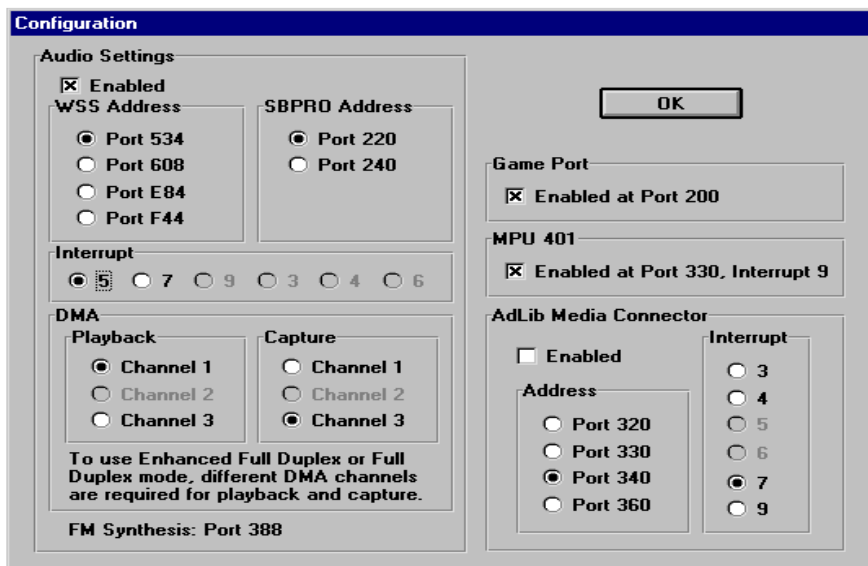 Configuration
Audio Settings
Enabled
WSS Address
Port 534
Port 608
Port E84
Port F44
SBPRO Address
Port 220
Port 240
Interrupt
5 7 9 3 4 6
DMA
Playback
Channel 1
Channel 2
Channel 3
Capture
Channel 1
Channel 2
Channel 3
To use Enhanced Full Duplex or Full
Duplex mode, different DMA channels
are required for playback and capture.
FM Synthesis: Port 388
OK
Game Port
Enabled at Port 200
MPU 401
Enabled at Port 330, Interrupt 9
AdLib Media Connector
Enabled
Address
Port 320
Port 330
Port 340
Port 360
Interrupt
3
4
5
6
7
9